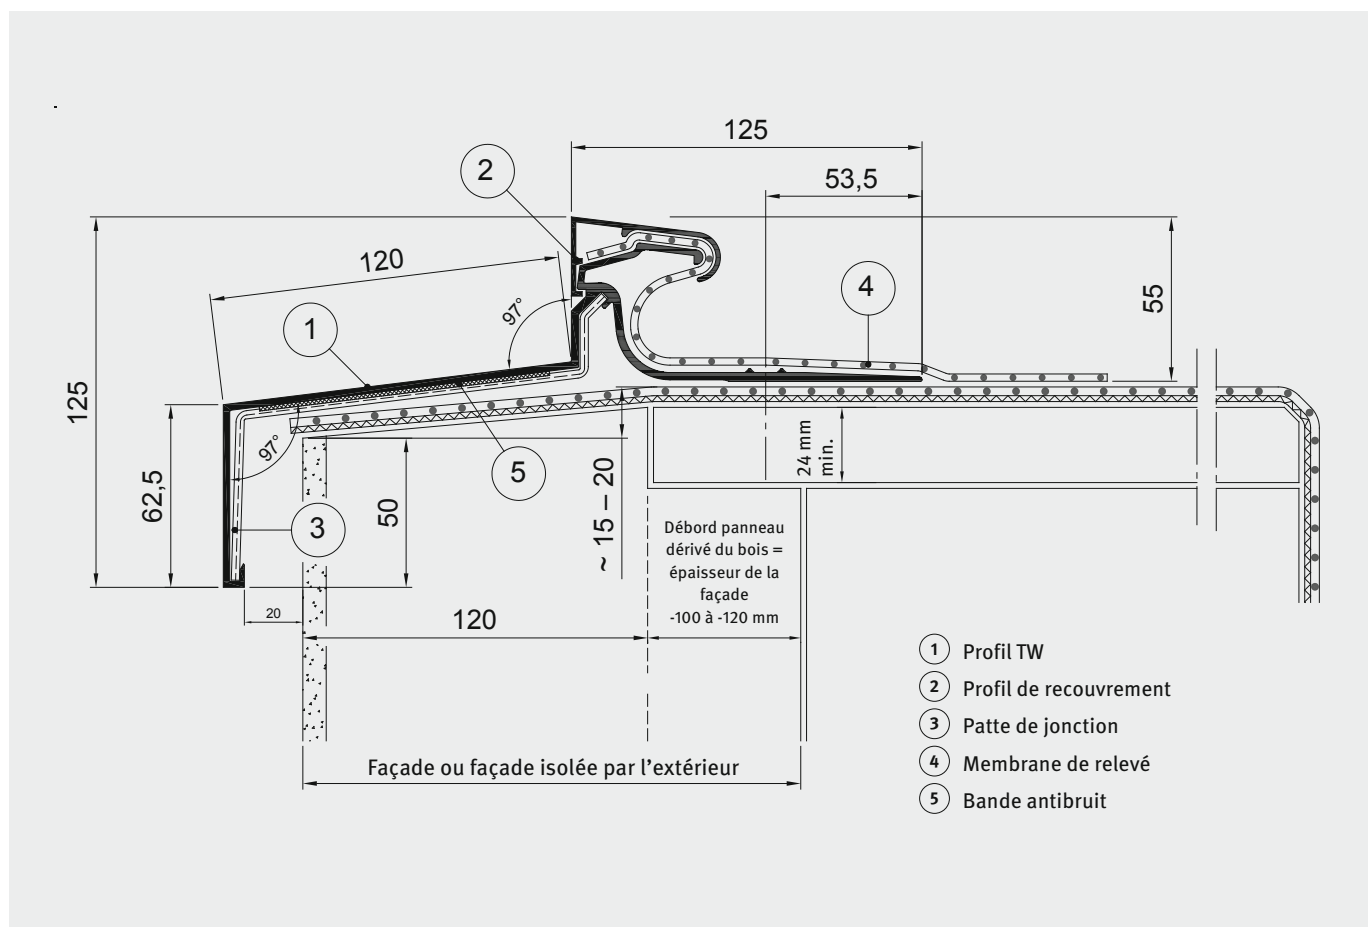 125
53,5
2
120
4
97°
1
55
125
97°
5
24 mm
min.
62,5
50
~ 15 – 20
3
Débord panneau
dérivé du bois =
épaisseur de la
façade
-100 à -120 mm
20
120
1 Profil TW
2 Profil de recouvrement
3 Patte de jonction
4 Membrane de relevé
5 Bande antibruit
Façade ou façade isolée par l’extérieur